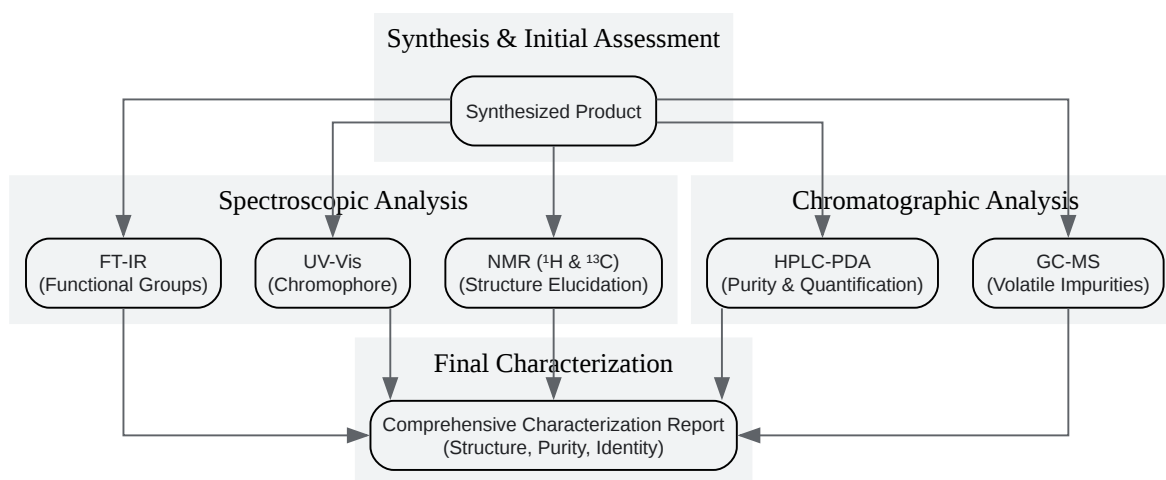 Synthesis & Initial Assessment
Synthesized Product
Spectroscopic Analysis
Chromatographic Analysis
FT-IR
(Functional Groups)
UV-Vis
(Chromophore)
NMR (¹H & ¹³C)
(Structure Elucidation)
HPLC-PDA
(Purity & Quantification)
GC-MS
(Volatile Impurities)
Final Characterization
Comprehensive Characterization Report
(Structure, Purity, Identity)